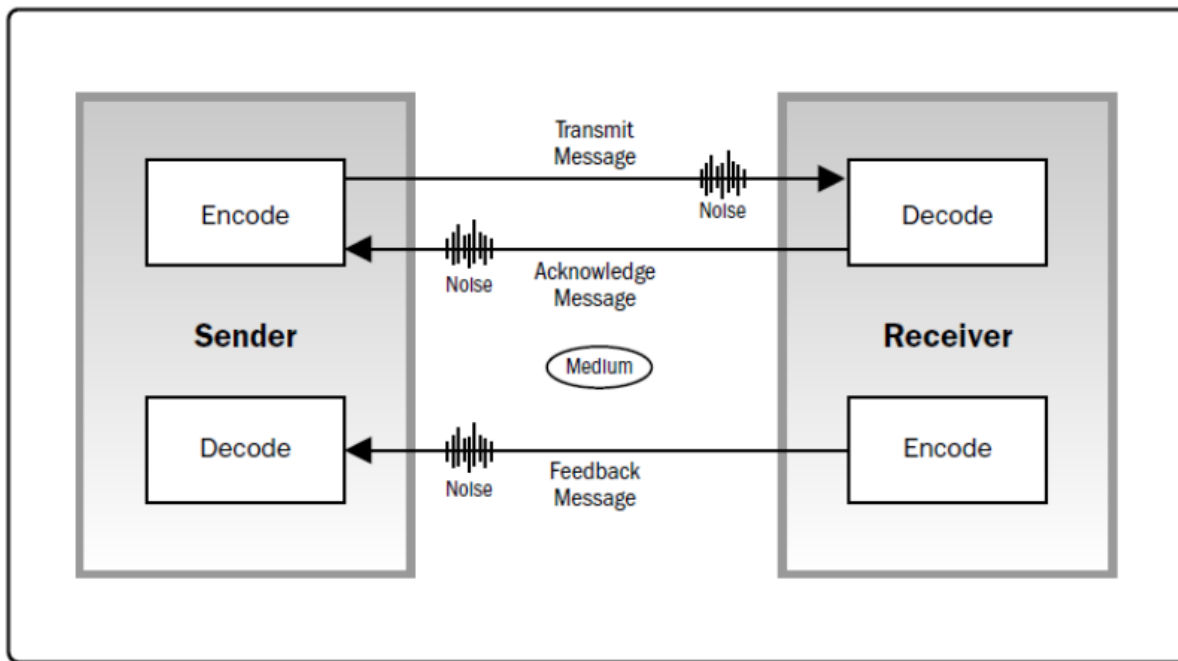 Transmit
Message
Noise
Encode
Decode
Noise
Acknowledge
Message
Sender
Receiver
Medium
Decode
Encode
Noise
Feedback
Message